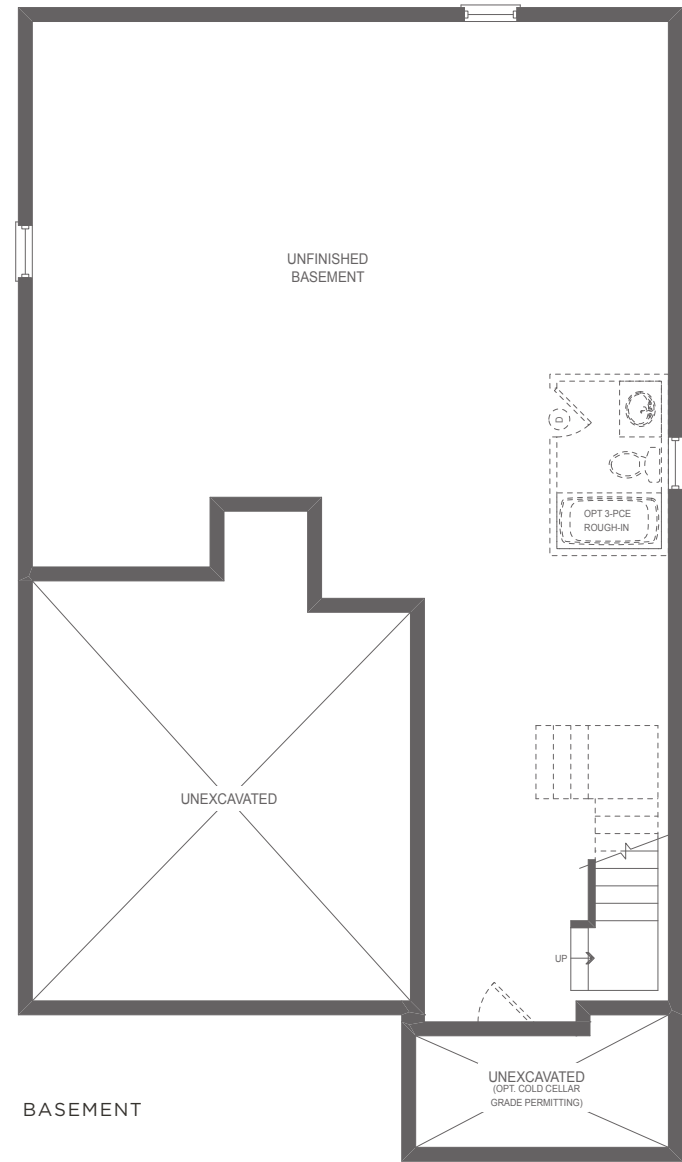 UNFINISHED
BASEMENT
D
OPT 3-PCE
ROUGH-IN
UNEXCAVATED
UP
UNEXCAVATED
(OPT. COLD CELLAR
GRADE PERMITTING)
BASEMENT